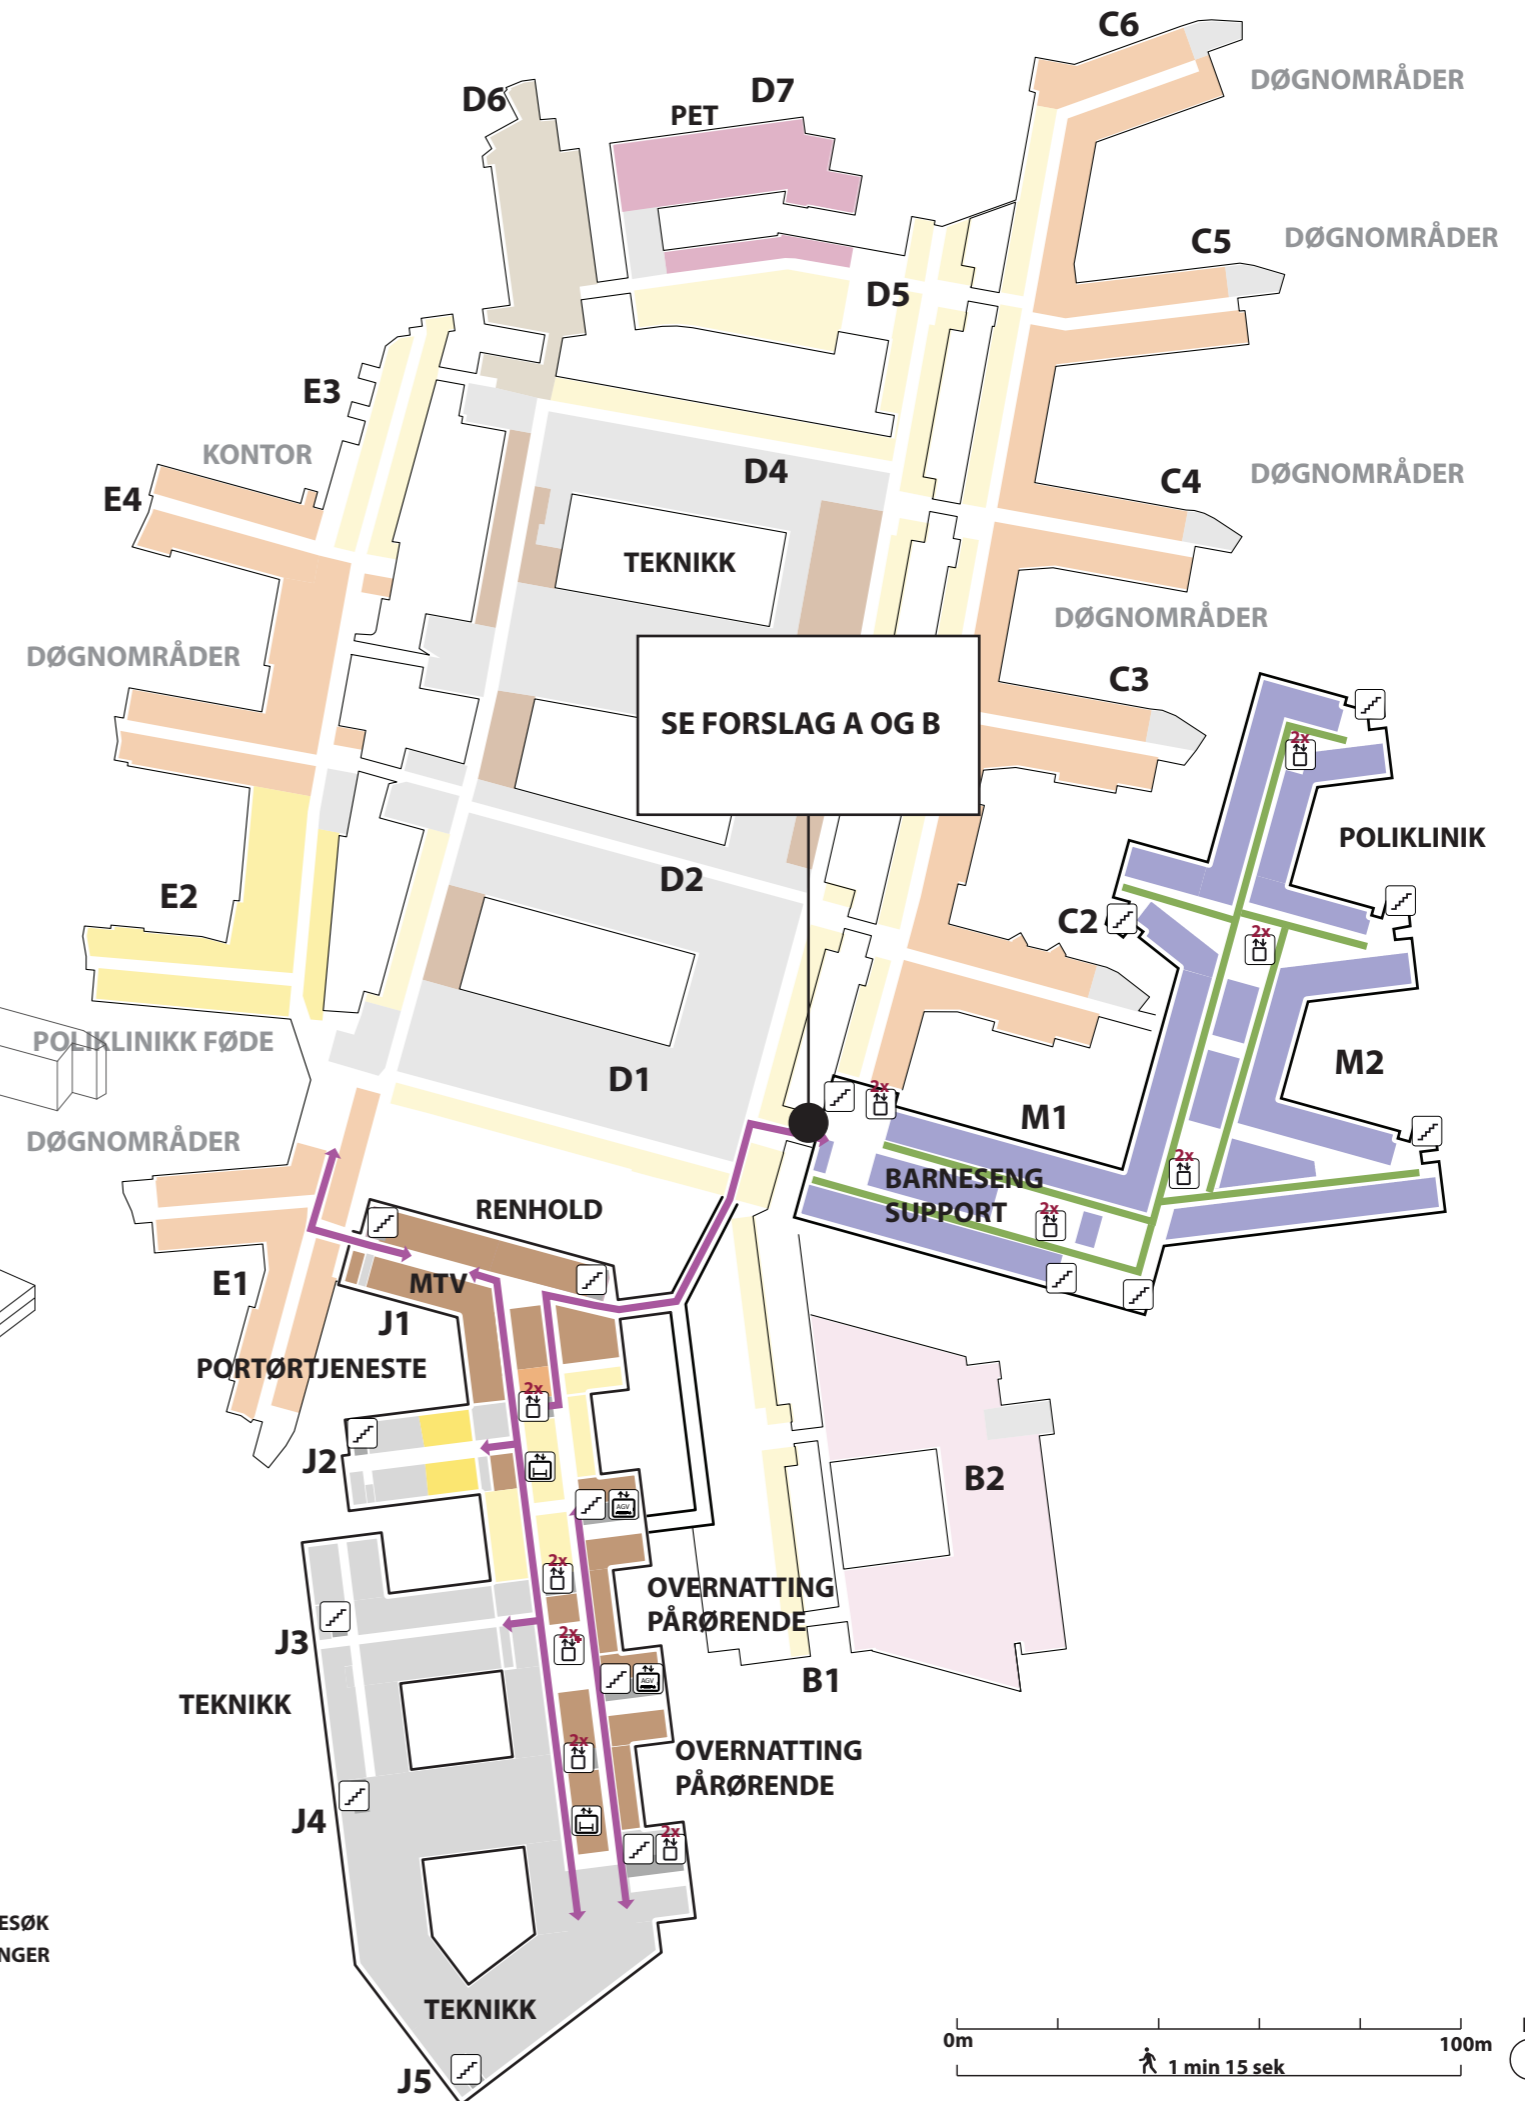 C6
DØGNOMRÅDER
D6
D7
PET
C5
DØGNOMRÅDER
D5
E3
KONTOR
D4
C4
DØGNOMRÅDER
E4
TEKNIKK
DØGNOMRÅDER
DØGNOMRÅDER
C3
SE FORSLAG A OG B
2x
POLIKLINIK
D2
E2
C2
2x
POLIKLINIKK FØDE
M2
D1
2x
M1
DØGNOMRÅDER
2x
BARNESENG
SUPPORT
RENHOLD
2x
E1
MTV
J1
PORTØRTJENESTE
2x
J2
B2
AGV
2x
OVERNATTING
PÅRØRENDE
2x
J3
B1
AGV
TEKNIKK
2x
OVERNATTING
PÅRØRENDE
J4
2x
ESØK
NGER
TEKNIKK
J5
0m
100m
1 min 15 sek